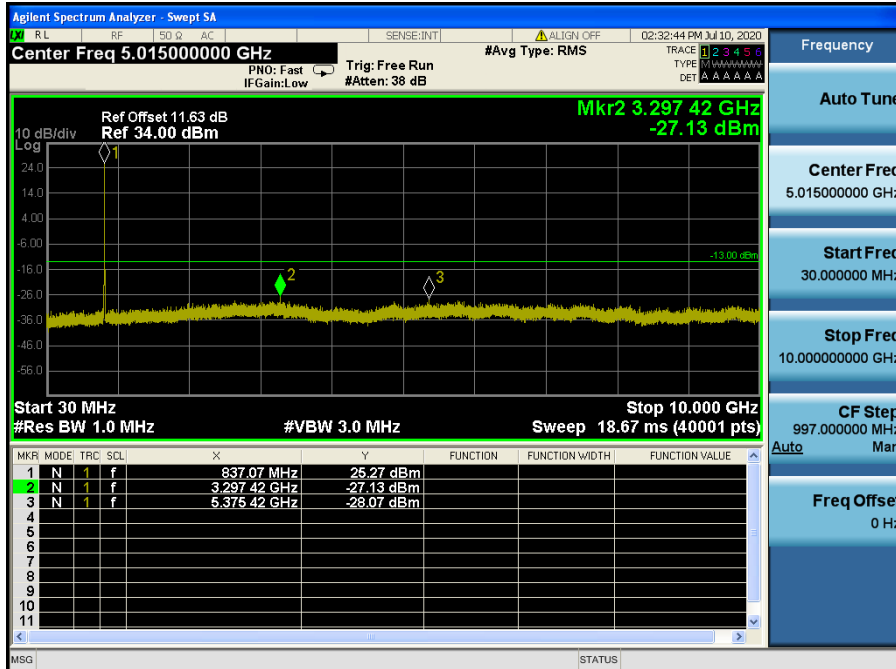 Agilent Spectrum Analyzer - Swept SA
LXI RL RF 50 Ω AC SENSE:INT ALIGN OFF 02:32:44 PM Jul 10, 2020
Center Freq 5.015000000 GHz
#Avg Type: RMS
TRACE 1 2 3 4 5 6
PNO: Fast
Trig: Free Run
TYPE M W W W W W
IFGain:Low
#Atten: 38 dB
DET A A A A A A
Mkr2 3.297 42 GHz
-27.13 dBm
Ref Offset 11.63 dB
10 dB/div Ref 34.00 dBm
Log
1
24.0
14.0
4.00
-6.00
-13.00 dBm
-16.0
2
3
-26.0
-36.0
-46.0
-56.0
Start 30 MHz Stop 10.000 GHz
#Res BW 1.0 MHz #VBW 3.0 MHz Sweep 18.67 ms (40001 pts)
MKR MODE TRC SCL X Y FUNCTION FUNCTION WIDTH FUNCTION VALUE
1 N 1 f 837.07 MHz 25.27 dBm
2 N 1 f 3.297 42 GHz -27.13 dBm
3 N 1 f 5.375 42 GHz -28.07 dBm
4
5
6
7
8
9
10
11
MSG STATUS
Frequency
Auto Tune
Center Freq
5.015000000 GHz
Start Freq
30.000000 MHz
Stop Freq
10.000000000 GHz
CF Step
997.000000 MHz
Auto Man
Freq Offset
0 Hz